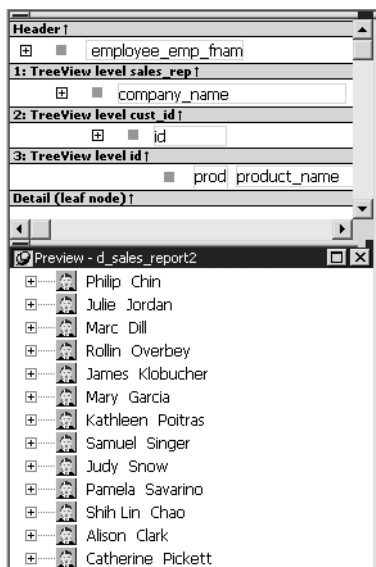 Header ↑
employee_emp_fnam
1: TreeView level sales_rep ↑
company_name
2: TreeView level cust_id ↑
id
3: TreeView level id ↑
prod product_name
Detail (leaf node) ↑
Preview - d_sales_report2
Philip Chin
Julie Jordan
Marc Dill
Rollin Overbey
James Klobucher
Mary Garcia
Kathleen Poitras
Samuel Singer
Judy Snow
Pamela Savarino
Shih Lin Chao
Alison Clark
Catherine Pickett